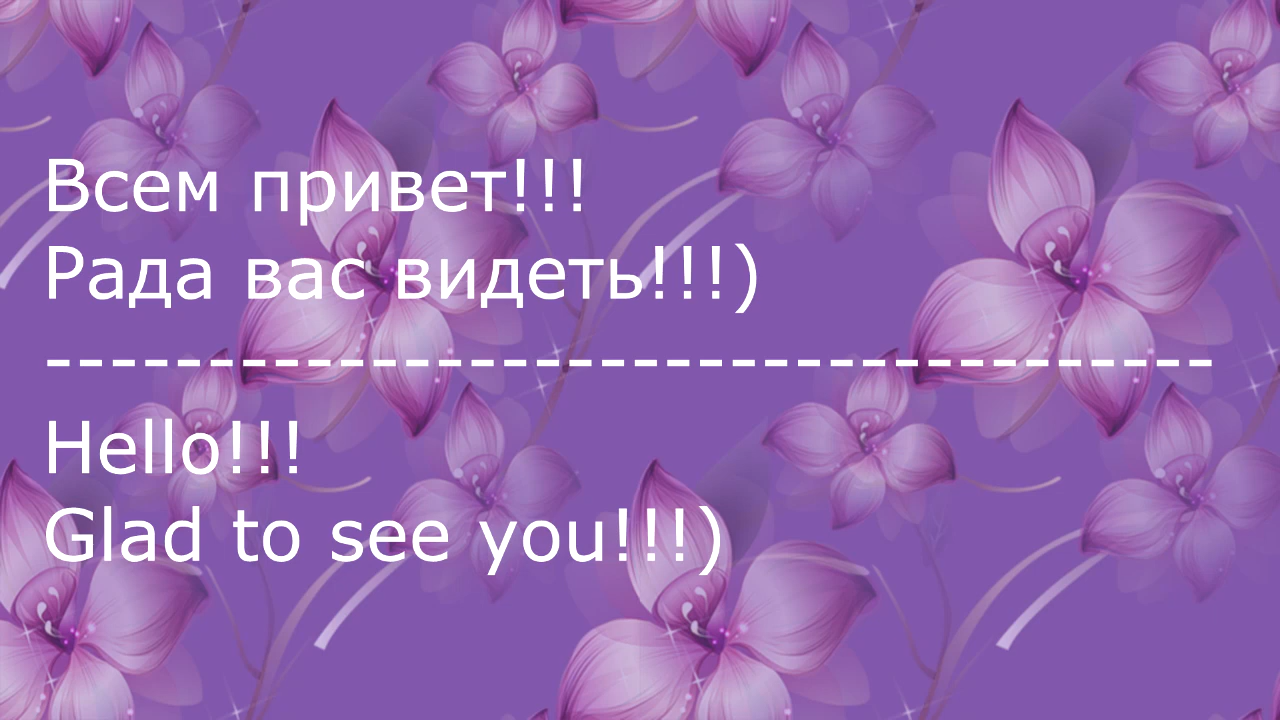 Всем привет!!!
Рада вас видеть!!!)
------------------------------------
Hello!!!
Glad to see you!!!)